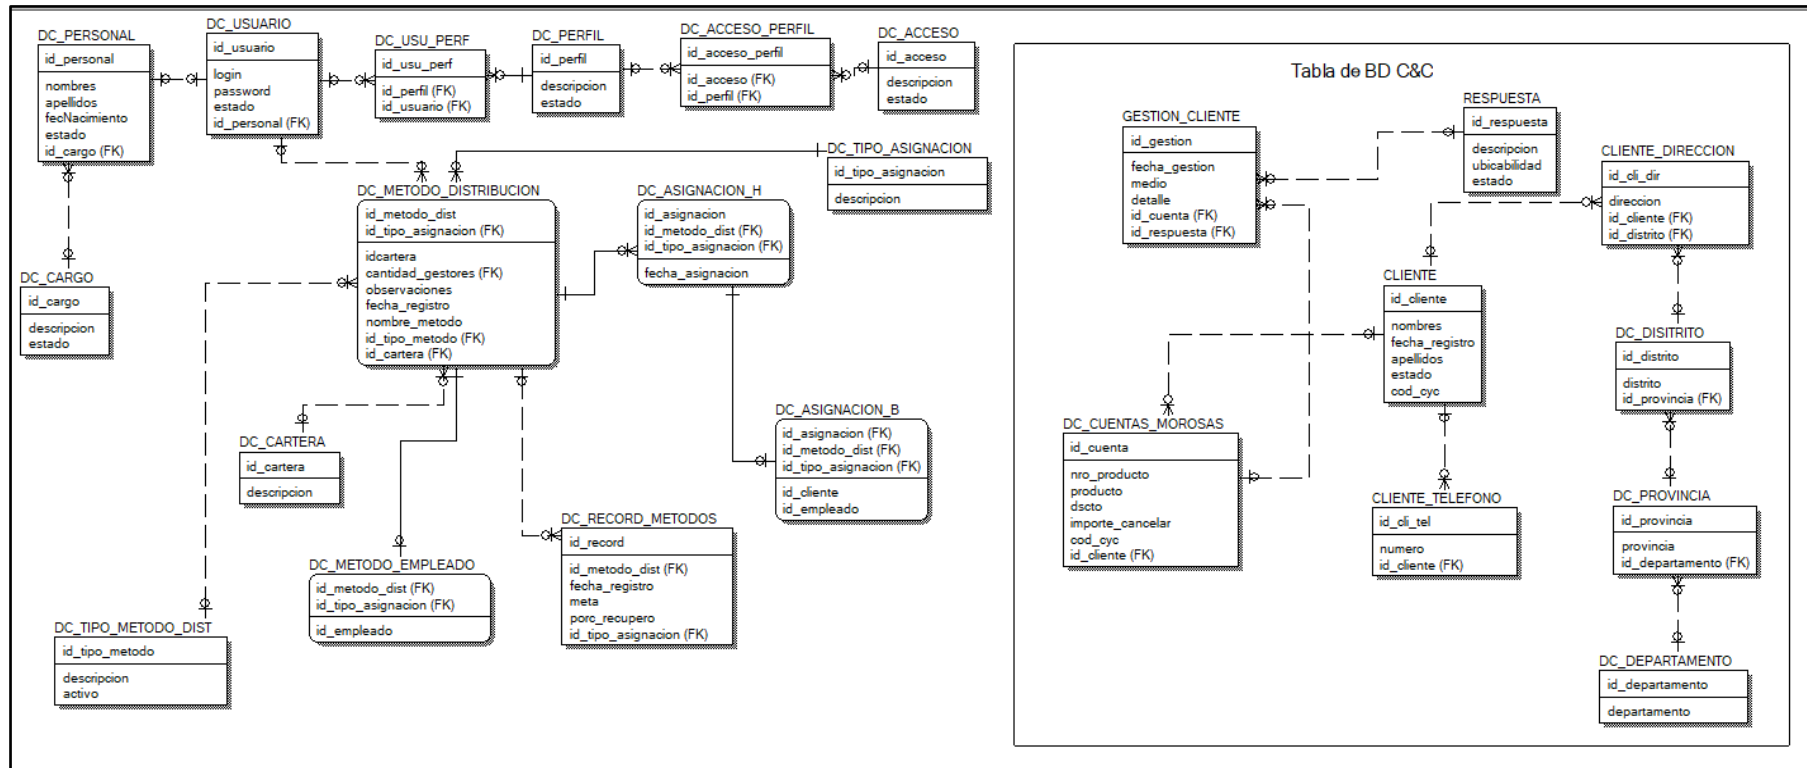 DC_PERSONAL
id_personal
nombres
apellidos
fecNacimiento
estado
id_cargo (FK)
DC_USUARIO
id_usuario
login
password
estado
id_personal (FK)
DC_USU_PERF
id_usu_perf
id_perfil (FK)
id_usuario (FK)
DC_PERFIL
id_perfil
descripcion
estado
DC_ACCESO_PERFIL
id_acceso_perfil
id_acceso (FK)
id_perfil (FK)
DC_ACCESO
id_acceso
descripcion
estado
DC_TIPO_ASIGNACION
id_tipo_asignacion
descripcion
DC_METODO_DISTRIBUCION
id_metodo_dist
id_tipo_asignacion (FK)
idcartera
cantidad_gestores (FK)
observaciones
fecha_registro
nombre_metodo
id_tipo_metodo (FK)
id_cartera (FK)
DC_ASIGNACION_H
id_asignacion
id_metodo_dist (FK)
id_tipo_asignacion (FK)
fecha_asignacion
DC_CARGO
id_cargo
descripcion
estado
DC_CARTERA
id_cartera
descripcion
DC_ASIGNACION_B
id_asignacion (FK)
id_metodo_dist (FK)
id_tipo_asignacion (FK)
id_cliente
id_empleado
DC_RECORD_METODOS
id_record
id_metodo_dist (FK)
fecha_registro
meta
porc_recupero
id_tipo_asignacion (FK)
DC_METODO_EMPLEADO
id_metodo_dist (FK)
id_tipo_asignacion (FK)
id_empleado
DC_TIPO_METODO_DIST
id_tipo_metodo
descripcion
activo
Tabla de BD C&C
GESTION_CLIENTE
id_gestion
fecha_gestion
medio
detalle
id_cuenta (FK)
id_respuesta (FK)
RESPUESTA
id_respuesta
descripcion
ubicabilidad
estado
CLIENTE_DIRECCION
id_cli_dir
direccion
id_cliente (FK)
id_distrito (FK)
CLIENTE
id_cliente
nombres
fecha_registro
apellidos
estado
cod_cyc
DC_DISITRITO
id_distrito
distrito
id_provincia (FK)
DC_CUENTAS_MOROSAS
id_cuenta
nro_producto
producto
dscto
importe_cancelar
cod_cyc
id_cliente (FK)
CLIENTE_TELEFONO
id_cli_tel
numero
id_cliente (FK)
DC_PROVINCIA
id_provincia
provincia
id_departamento (FK)
DC_DEPARTAMENTO
id_departamento
departamento